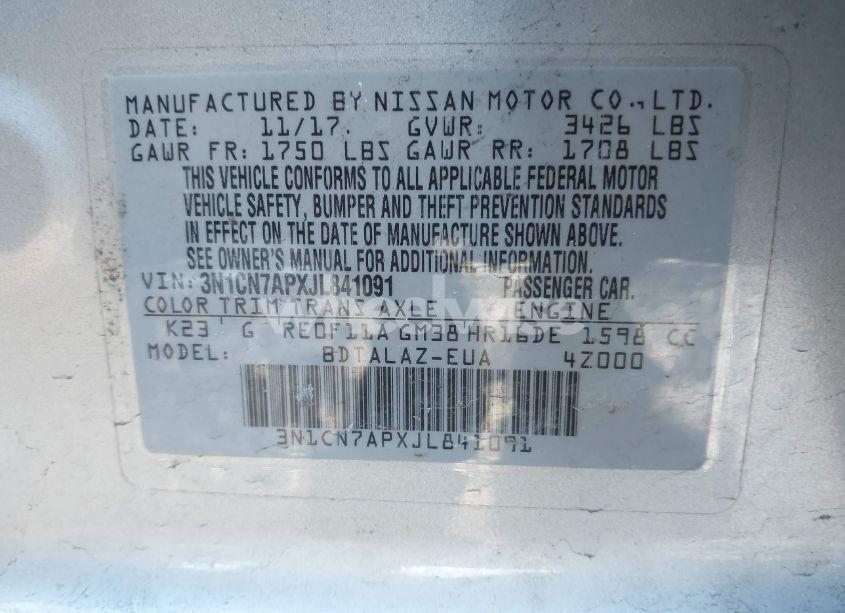 MANUFACTURED BY NISSAN MOTOR CO., LTD.
DATE: 11/17. GVWR: 3426 LBS
GAWR FR: 1750 LBS GAWR RR: 1708 LBS
THIS VEHICLE CONFORMS TO ALL APPLICABLE FEDERAL MOTOR
VEHICLE SAFETY, BUMPER AND THEFT PREVENTION STANDARDS
IN EFFECT ON THE DATE OF MANUFACTURE SHOWN ABOVE.
SEE OWNER'S MANUAL FOR ADDITIONAL INFORMATION.
VIN: 3N1CN7APXJL841091 PASSENGER CAR.
COLOR TRIM TRANS AXLE ENGINE
K23 G RE0F11A GM38 HR16DE 1598 CC
MODEL: BDTALAZ-EUA 4Z000
3N1CN7APXJL841091